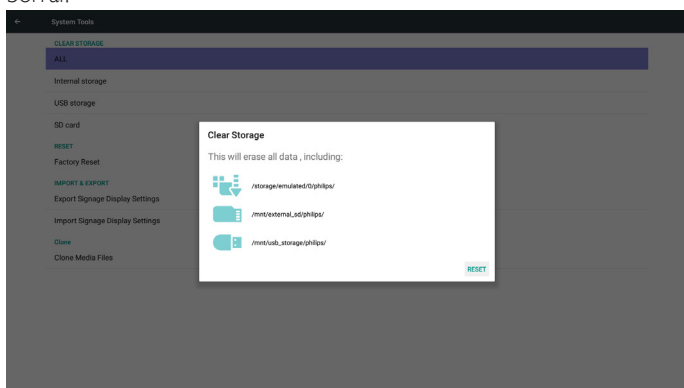 System Tools
CLEAR STORAGE
ALL
Internal storage
USB storage
SD card
RESET
Factory Reset
IMPORT & EXPORT
Export Signage Display Settings
Import Signage Display Settings
Clone
Clone Media Files
Clear Storage
This will erase all data , including:
/storage/emulated/0/philips/
/mnt/external_sd/philips/
/mnt/usb_storage/philips/
RESET